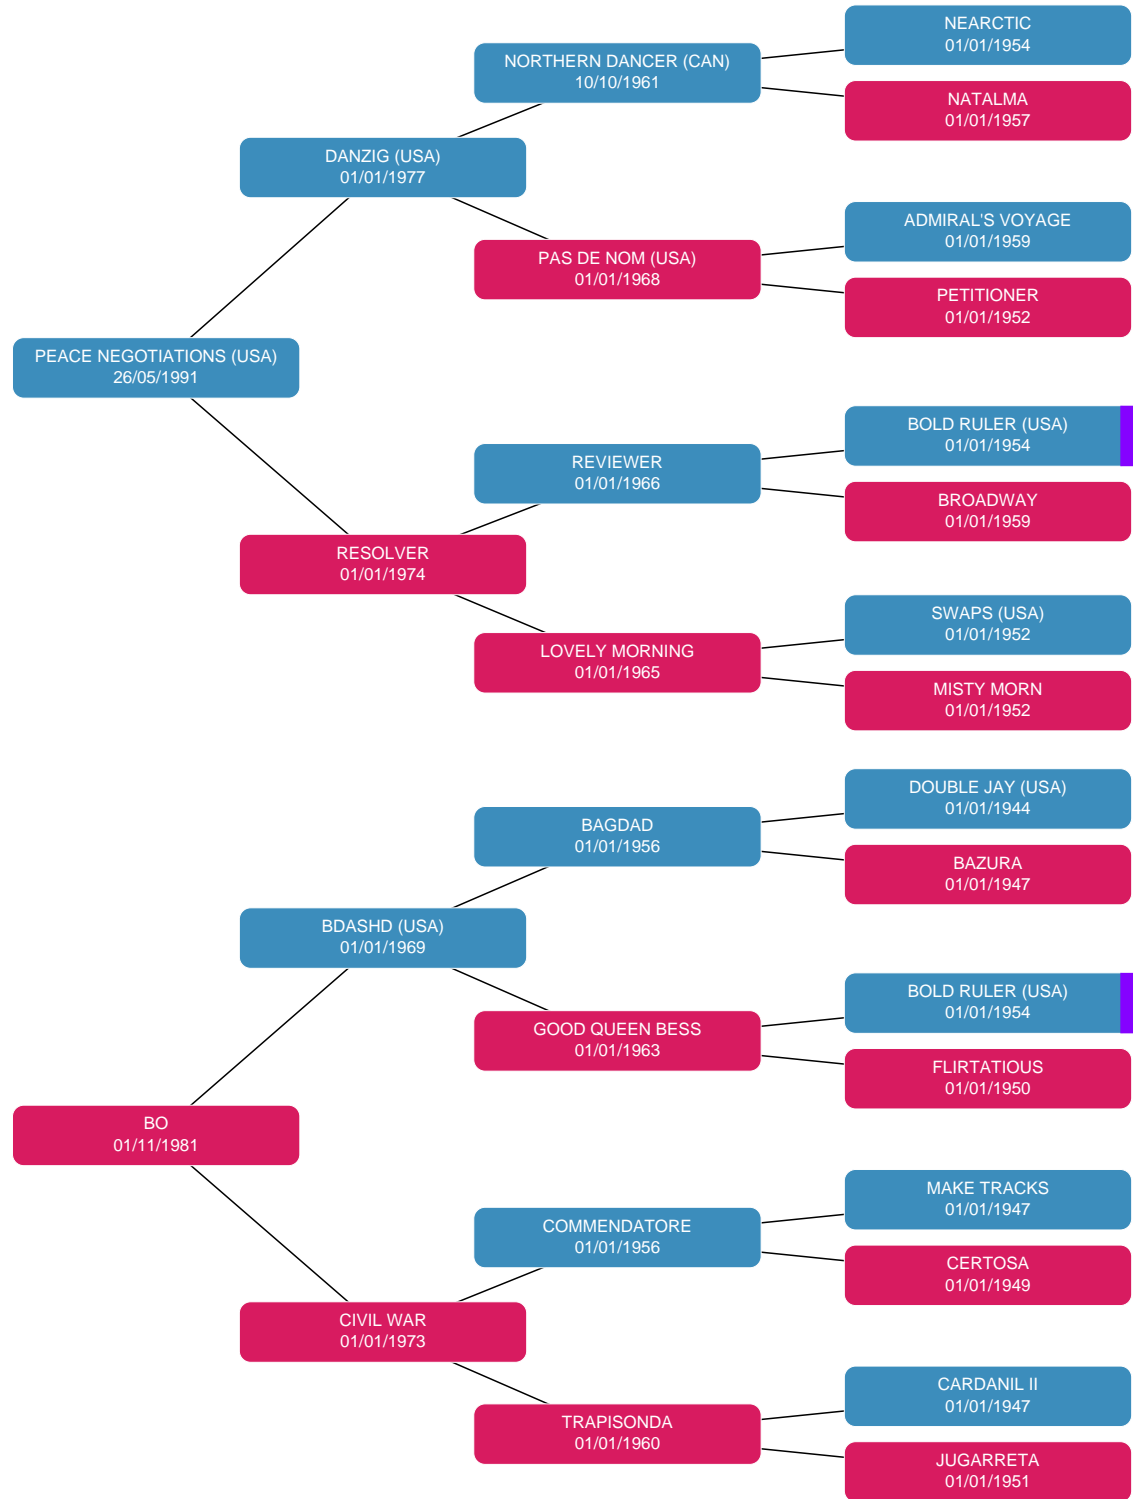 NEARCTIC
01/01/1954
NORTHERN DANCER (CAN)
10/10/1961
NATALMA
01/01/1957
DANZIG (USA)
01/01/1977
ADMIRAL'S VOYAGE
01/01/1959
PAS DE NOM (USA)
01/01/1968
PETITIONER
01/01/1952
PEACE NEGOTIATIONS (USA)
26/05/1991
BOLD RULER (USA)
01/01/1954
REVIEWER
01/01/1966
BROADWAY
01/01/1959
RESOLVER
01/01/1974
SWAPS (USA)
01/01/1952
LOVELY MORNING
01/01/1965
MISTY MORN
01/01/1952
DOUBLE JAY (USA)
01/01/1944
BAGDAD
01/01/1956
BAZURA
01/01/1947
BDASHD (USA)
01/01/1969
BOLD RULER (USA)
01/01/1954
GOOD QUEEN BESS
01/01/1963
FLIRTATIOUS
01/01/1950
BO
01/11/1981
MAKE TRACKS
01/01/1947
COMMENDATORE
01/01/1956
CERTOSA
01/01/1949
CIVIL WAR
01/01/1973
CARDANIL II
01/01/1947
TRAPISONDA
01/01/1960
JUGARRETA
01/01/1951